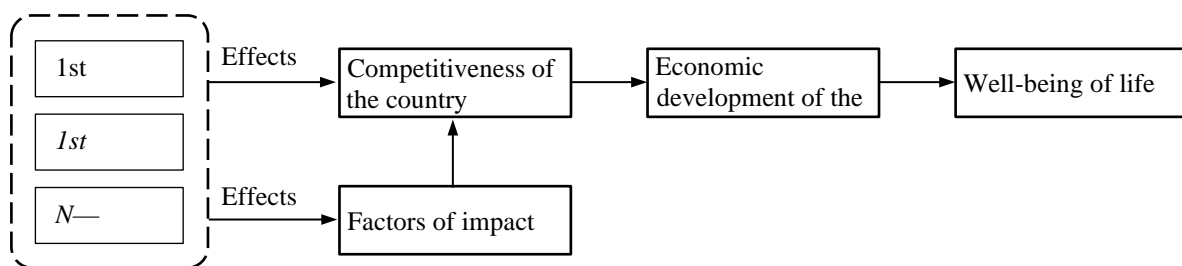 1st
1st
N—
Effects
Effects
Competitiveness of
the country
Factors of impact
Economic
development of the
Well-being of life